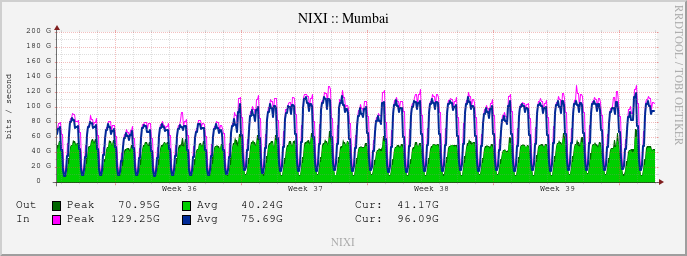 NIXI :: Mumbai
RRDTOOL / TOBI OETIKER
bits / second
200 G
180 G
160 G
140 G
120 G
100 G
80 G
60 G
40 G
20 G
0
Week 36 Week 37 Week 38 Week 39
Out Peak 70.95G Avg 40.24G Cur: 41.17G
In Peak 129.25G Avg 75.69G Cur: 96.09G
NIXI